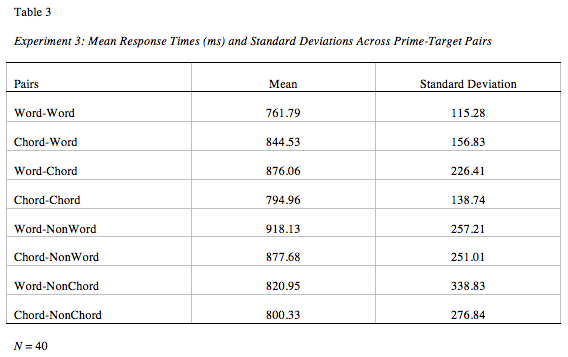 Table 3
Experiment 3: Mean Response Times (ms) and Standard Deviations Across Prime-Target Pairs
Pairs Mean Standard Deviation
Word-Word 761.79 115.28
Chord-Word 844.53 156.83
Word-Chord 876.06 226.41
Chord-Chord 794.96 138.74
Word-NonWord 918.13 257.21
Chord-NonWord 877.68 251.01
Word-NonChord 820.95 338.83
Chord-NonChord 800.33 276.84
N = 40